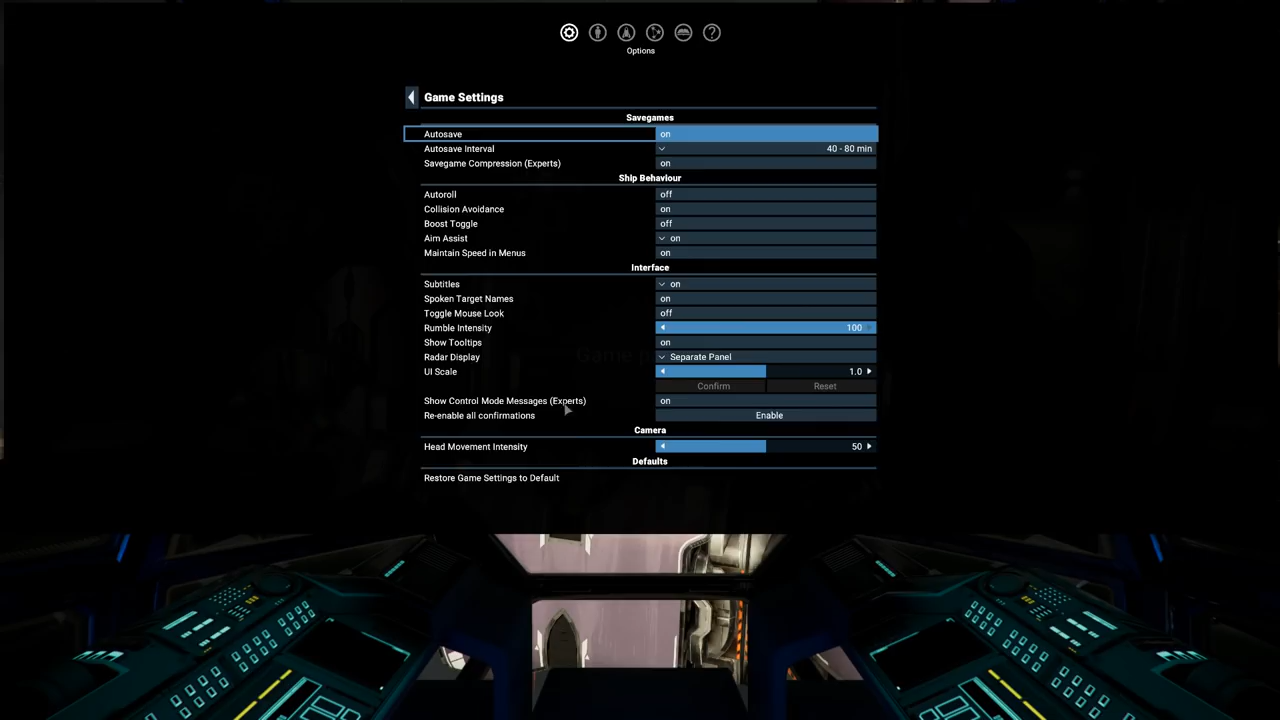 Options
Game Settings
Savegames
Autosave on
Autosave Interval 40 - 80 min
Savegame Compression (Experts) on
Ship Behaviour
Autoroll off
Collision Avoidance on
Boost Toggle off
Aim Assist on
Maintain Speed in Menus on
Interface
Subtitles on
Spoken Target Names on
Toggle Mouse Look off
Rumble Intensity 100
Show Tooltips on
Radar Display Separate Panel
UI Scale 1.0
Confirm Reset
Show Control Mode Messages (Experts) on
Re-enable all confirmations Enable
Camera
Head Movement Intensity 50
Defaults
Restore Game Settings to Default